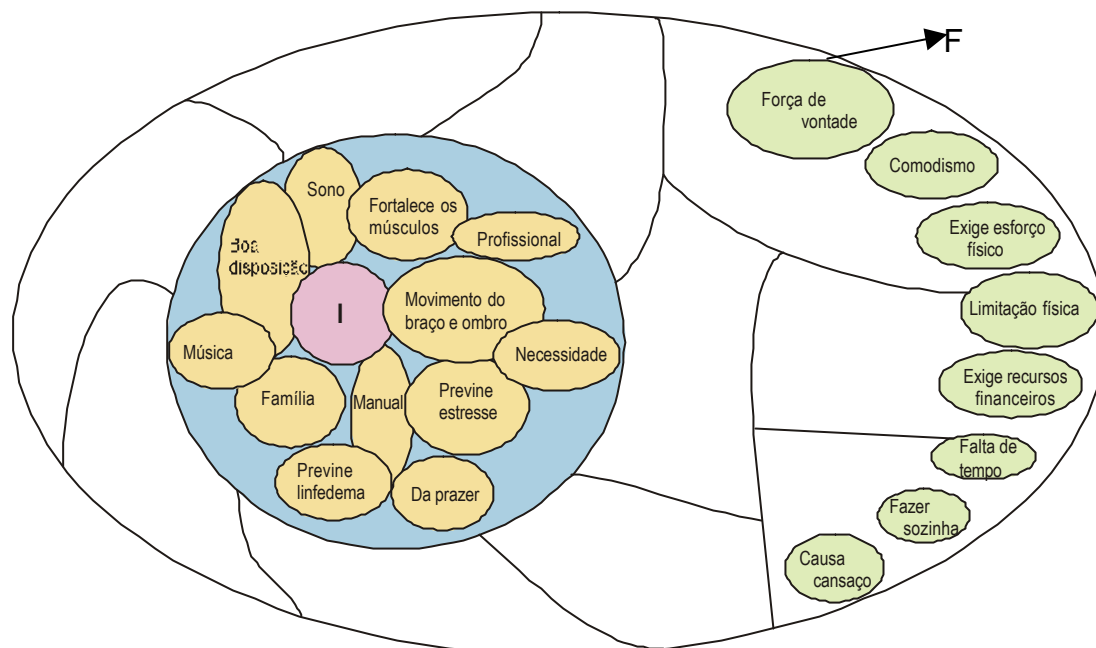 F
Força de
vontade
Comodismo
Exige esforço
físico
Limitação física
Exige recursos
financeiros
Falta de
tempo
Fazer
sozinha
Causa
cansaço
Sono
Fortalece os
músculos
Profissional
Boa
disposição
I
Movimento do
braço e ombro
Música
Necessidade
Família
Manual
Previne
estresse
Previne
linfedema
Da prazer